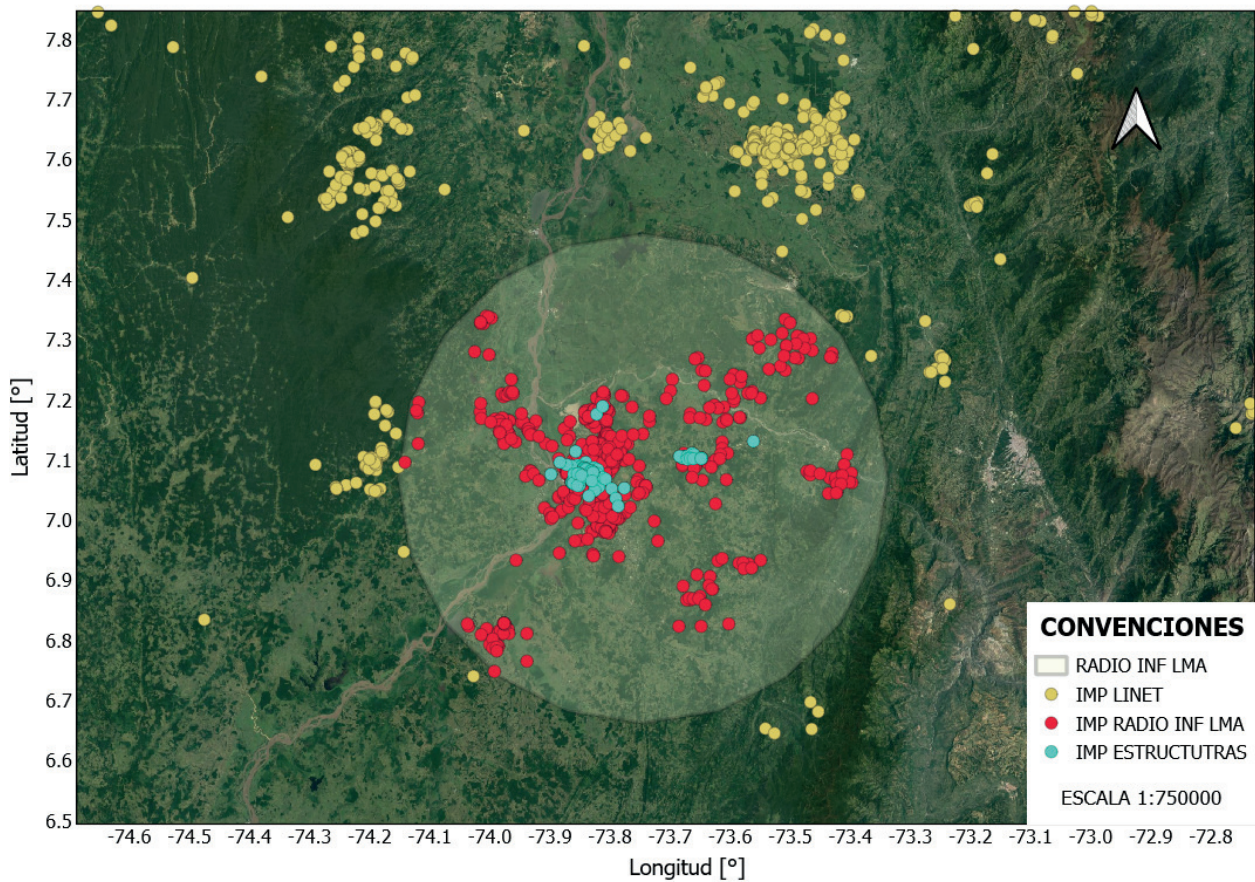 7.8
7.7
7.6
7.5
7.4
7.3
7.2
7.1
7.0
6.9
6.8
6.7
6.6
6.5
Latitud [°]
-74.6 -74.5 -74.4 -74.3 -74.2 -74.1 -74.0 -73.9 -73.8 -73.7 -73.6 -73.5 -73.4 -73.3 -73.2 -73.1 -73.0 -72.9 -72.8
Longitud [°]
CONVENCIONES
RADIO INF LMA
IMP LINET
IMP RADIO INF LMA
IMP ESTRUCTUTRAS
ESCALA 1:750000